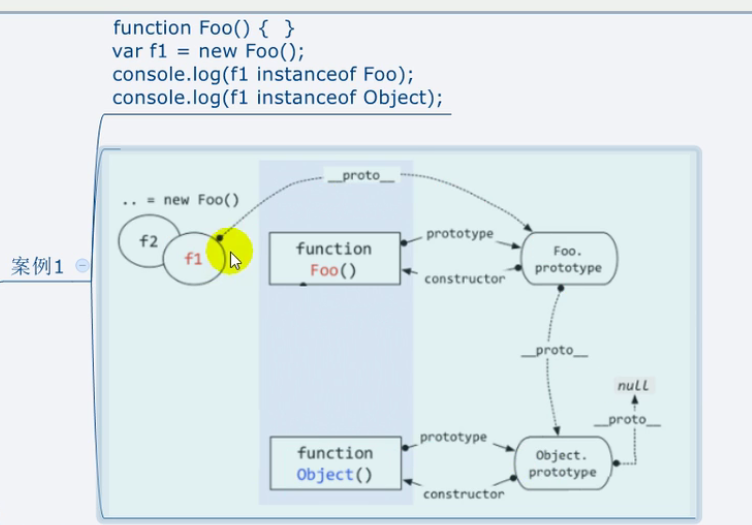 function Foo() {  }
var f1 = new Foo();
console.log(f1 instanceof Foo);
console.log(f1 instanceof Object);
案例1
__proto__
.. = new Foo()
f2
f1
function
Foo()
prototype
constructor
Foo.
prototype
__proto__
null
__proto__
function
Object()
prototype
constructor
Object.
prototype